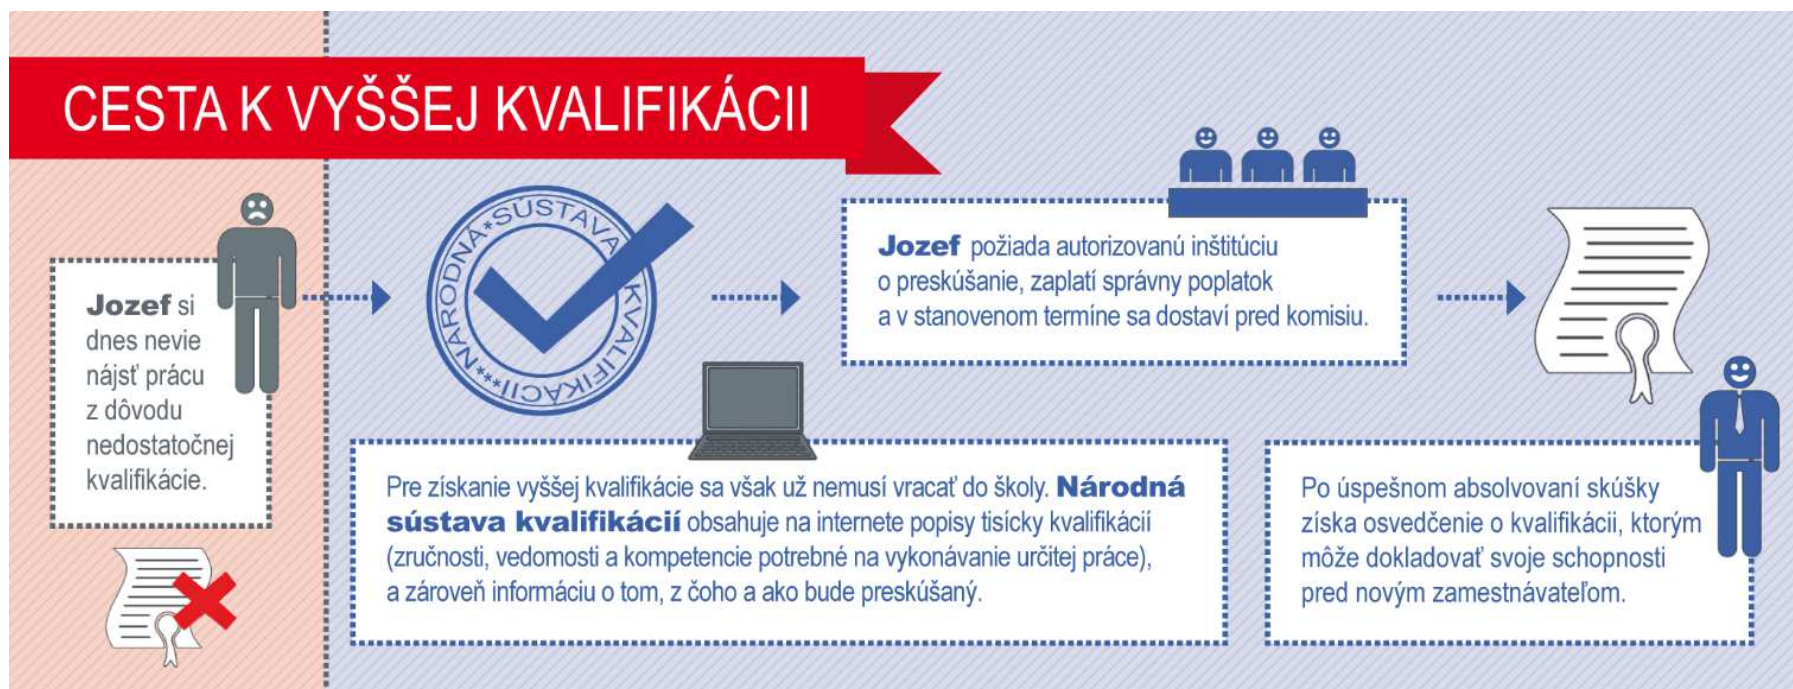 CESTA K VYŠŠEJ KVALIFIKÁCII
Jozef si
dnes nevie
nájsť prácu
z dôvodu
nedostatočnej
kvalifikácie.
NÁRODNÁ*SÚSTAVA KVALIFIKÁCII***
Pre získanie vyššej kvalifikácie sa však už nemusí vracať do školy. Národná
sústava kvalifikácií obsahuje na internete popisy tisícky kvalifikácií
(zručnosti, vedomosti a kompetencie potrebné na vykonávanie určitej práce),
a zároveň informáciu o tom, z čoho a ako bude preskúšaný.
Jozef požiada autorizovanú inštitúciu
o preskúšanie, zaplatí správny poplatok
a v stanovenom termíne sa dostaví pred komisiu.
Po úspešnom absolvovaní skúšky
získa osvedčenie o kvalifikácii, ktorým
môže dokladovať svoje schopnosti
pred novým zamestnávateľom.